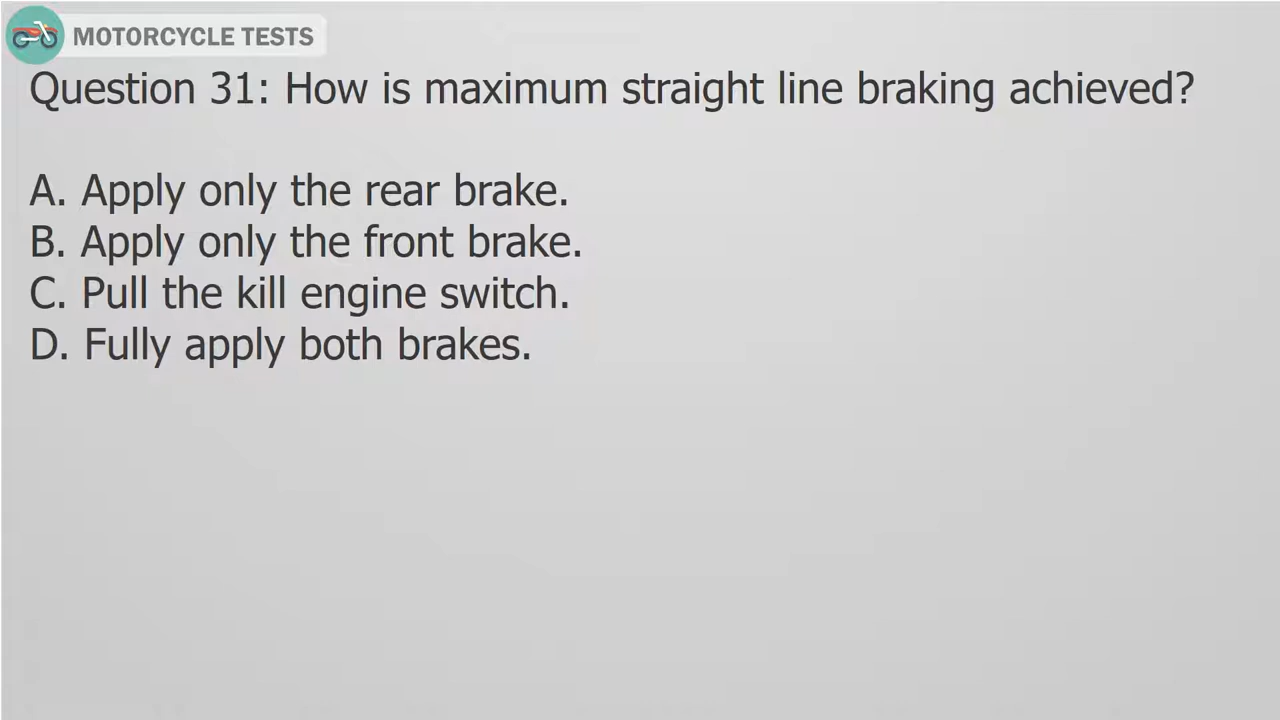 MOTORCYCLE TESTS
Question 31: How is maximum straight line braking achieved?
A. Apply only the rear brake.
B. Apply only the front brake.
C. Pull the kill engine switch.
D. Fully apply both brakes.